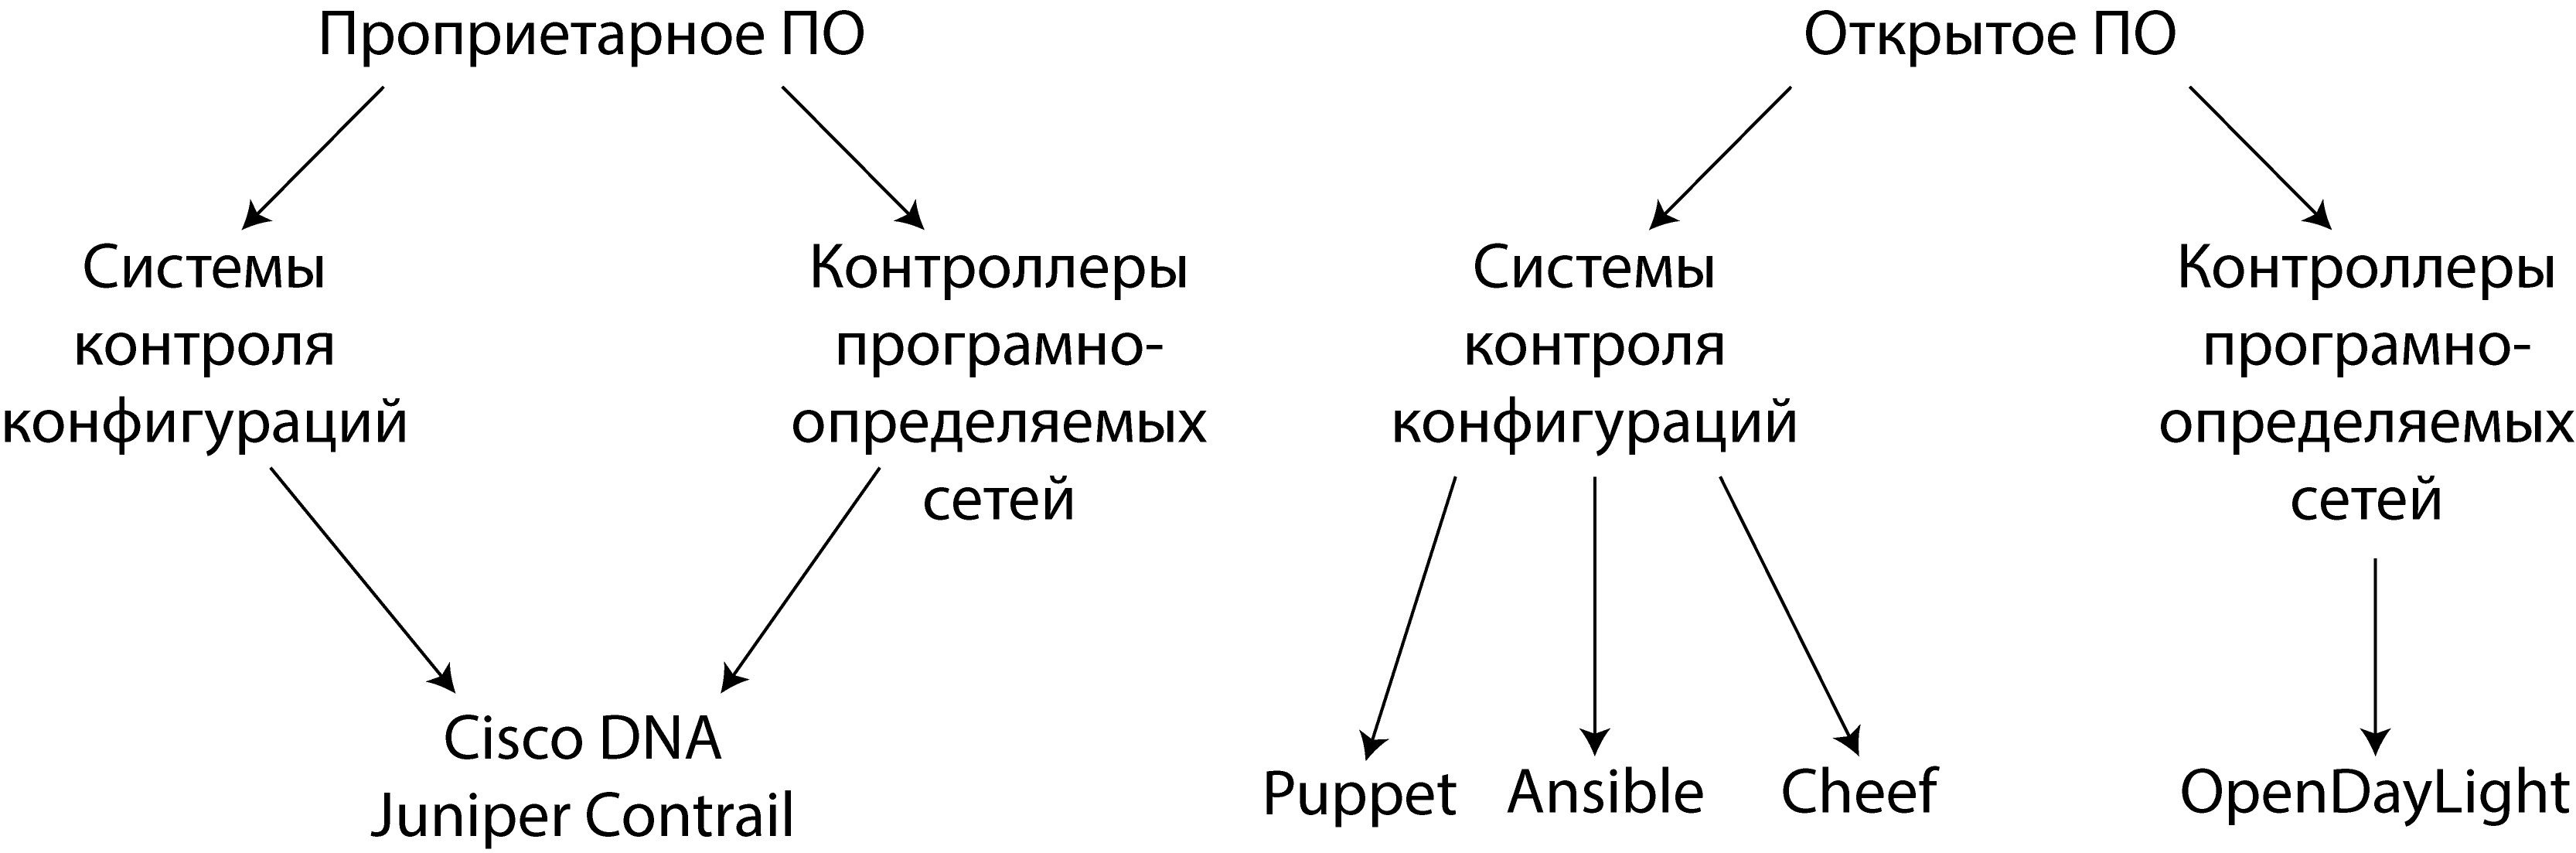 Проприетарное ПО
Системы
контроля
конфигураций
Контроллеры
програмно-
определяемых
сетей
Cisco DNA
Juniper Contrail
Открытое ПО
Системы
контроля
конфигураций
Контроллеры
програмно-
определяемых
сетей
Puppet
Ansible
Cheef
OpenDayLight